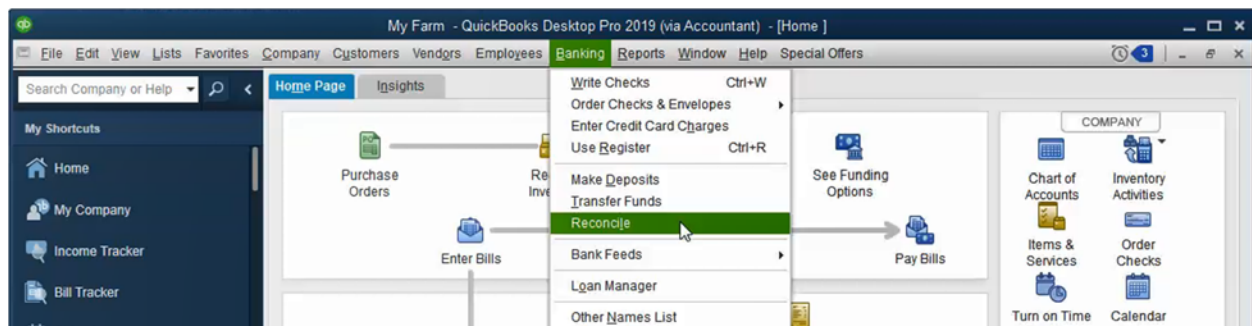 My Farm - QuickBooks Desktop Pro 2019 (via Accountant) - [Home ]
File Edit View Lists Favorites Company Customers Vendors Employees Banking Reports Window Help Special Offers 3
Search Company or Help
My Shortcuts
Home
My Company
Income Tracker
Bill Tracker
Home Page Insights
Purchase
Orders
Enter Bills
Write Checks Ctrl+W
Order Checks & Envelopes
Enter Credit Card Charges
Use Register Ctrl+R
Make Deposits
Transfer Funds
Reconcile
Bank Feeds
Loan Manager
Other Names List
See Funding
Options
Pay Bills
COMPANY
Chart of
Accounts
Inventory
Activities
Items &
Services
Order
Checks
Turn on Time
Calendar